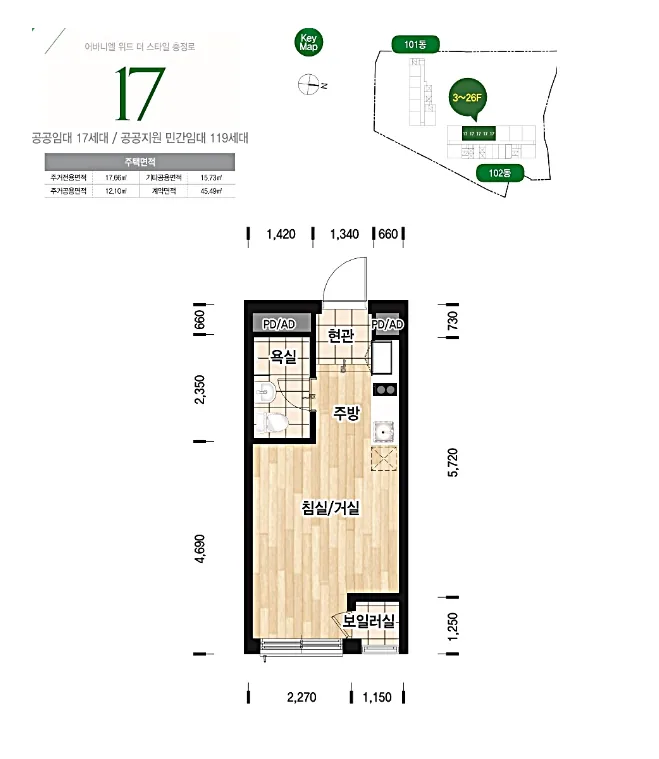 어바니엘 위드 더 스타일 충정로
17
공공임대 17세대 / 공공지원 민간임대 119세대
주택면적
주거전용면적 17.66㎡ 기타공용면적 15.73㎡
주거공용면적 12.10㎡ 계약면적 45.49㎡
Key
Map
N
101동
3~26F
17 17 17 17 17
102동
1,420 1,340 660
660 2,350 4,690
730 5,720 1,250
PD/AD
현관
PD/AD
욕실
주방
침실/거실
보일러실
2,270 1,150